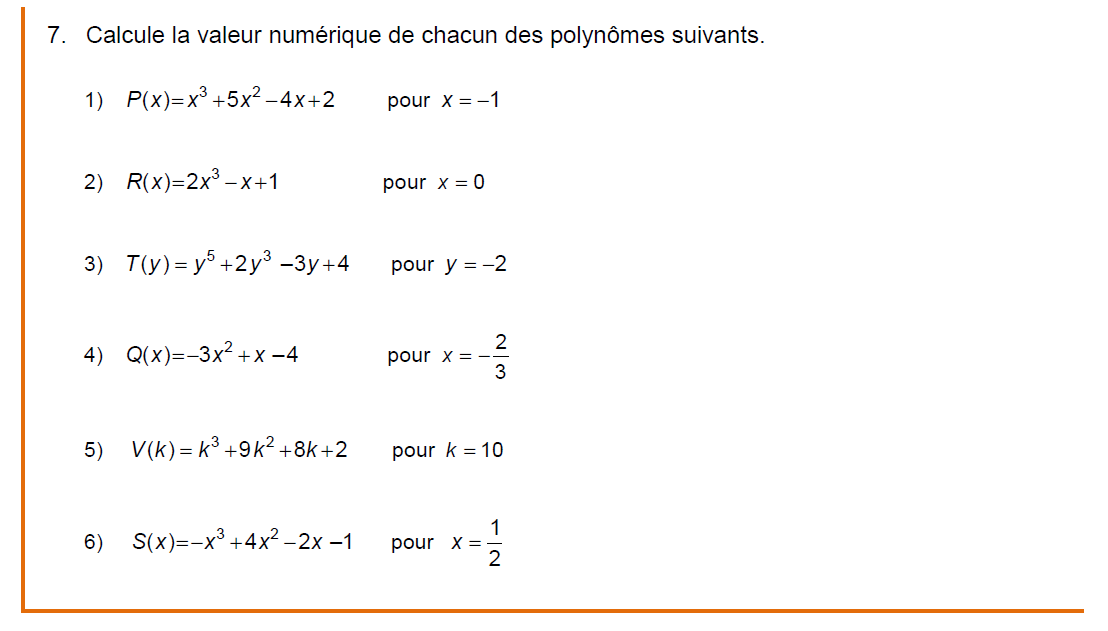 7. Calcule la valeur numérique de chacun des polynômes suivants.
1) P(x)=x³+5x²−4x+2 pour x=−1
2) R(x)=2x³−x+1 pour x=0
3) T(y)=y⁵+2y³−3y+4 pour y=−2
4) Q(x)=−3x²+x−4 pour x=−2/3
5) V(k)=k³+9k²+8k+2 pour k=10
6) S(x)=−x³+4x²−2x−1 pour x=1/2